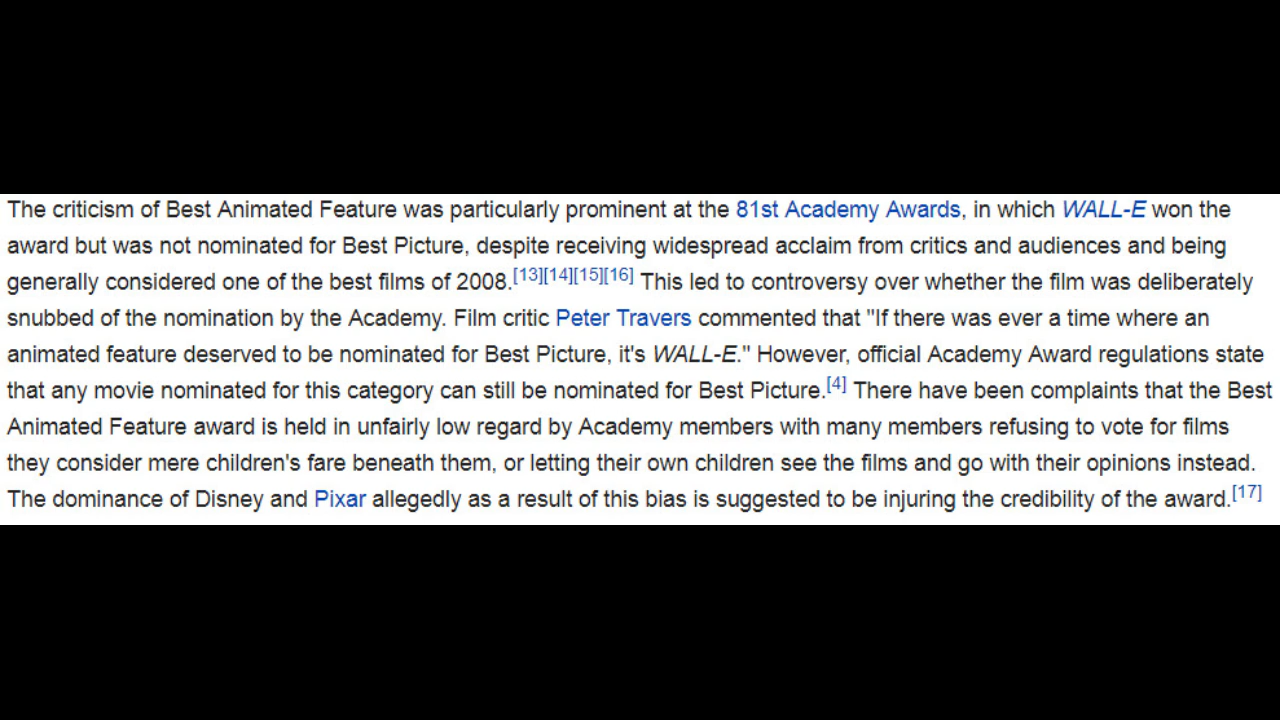 The criticism of Best Animated Feature was particularly prominent at the 81st Academy Awards, in which WALL-E won the
award but was not nominated for Best Picture, despite receiving widespread acclaim from critics and audiences and being
generally considered one of the best films of 2008.[13][14][15][16] This led to controversy over whether the film was deliberately
snubbed of the nomination by the Academy. Film critic Peter Travers commented that "If there was ever a time where an
animated feature deserved to be nominated for Best Picture, it's WALL-E." However, official Academy Award regulations state
that any movie nominated for this category can still be nominated for Best Picture.[4] There have been complaints that the Best
Animated Feature award is held in unfairly low regard by Academy members with many members refusing to vote for films
they consider mere children's fare beneath them, or letting their own children see the films and go with their opinions instead.
The dominance of Disney and Pixar allegedly as a result of this bias is suggested to be injuring the credibility of the award.[17]